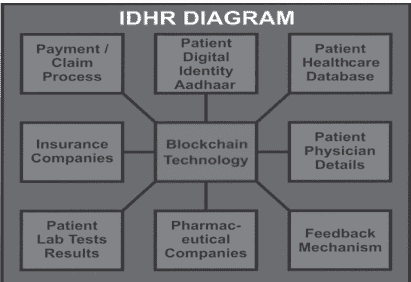 IDHR DIAGRAM
Payment /
Claim
Process
Patient
Digital
Identity
Aadhaar
Patient
Healthcare
Database
Insurance
Companies
Blockchain
Technology
Patient
Physician
Details
Patient
Lab Tests
Results
Pharmac-
eutical
Companies
Feedback
Mechanism